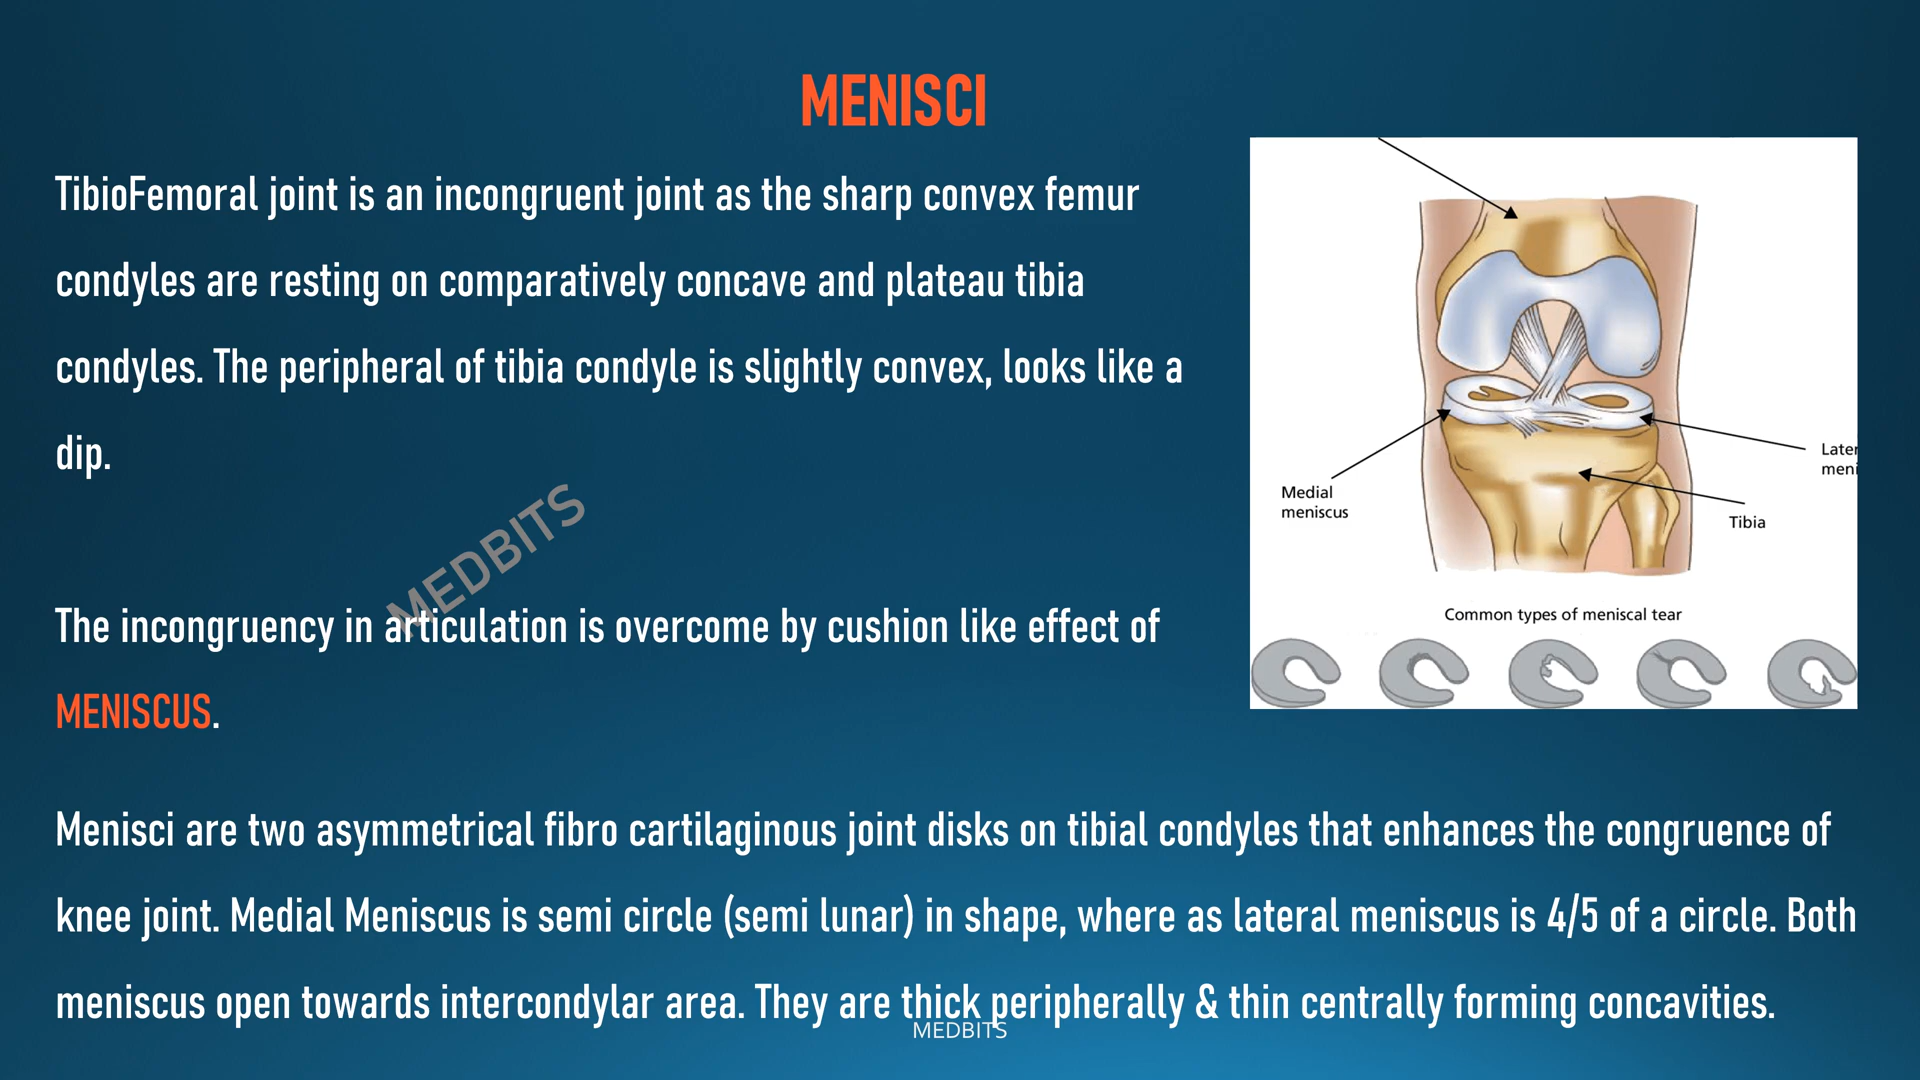 MENISCI
TibioFemoral joint is an incongruent joint as the sharp convex femur
condyles are resting on comparatively concave and plateau tibia
condyles. The peripheral of tibia condyle is slightly convex, looks like a
dip.
MEDBITS
The incongruency in articulation is overcome by cushion like effect of
MENISCUS.
Medial
meniscus
Later
meni
Tibia
Common types of meniscal tear
Menisci are two asymmetrical fibro cartilaginous joint disks on tibial condyles that enhances the congruence of
knee joint. Medial Meniscus is semi circle (semi lunar) in shape, where as lateral meniscus is 4/5 of a circle. Both
meniscus open towards intercondylar area. They are thick peripherally & thin centrally forming concavities.
MEDBITS